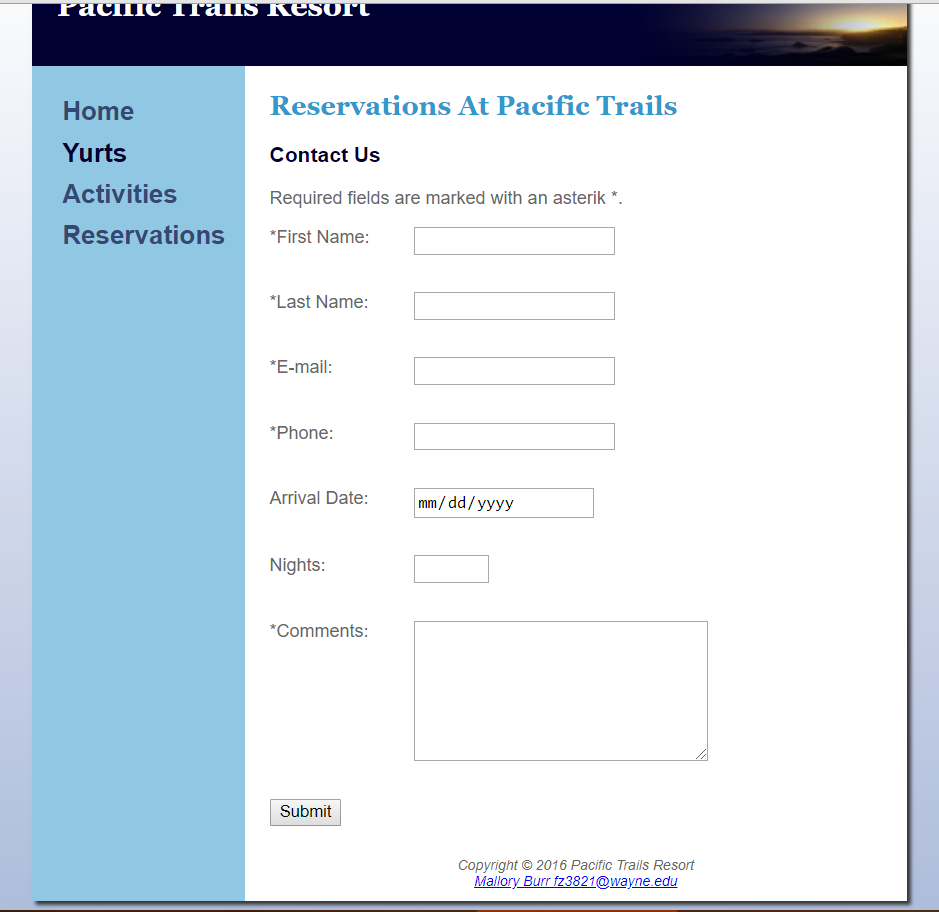 Pacific Trails Resort
Home
Yurts
Activities
Reservations
Reservations At Pacific Trails
Contact Us
Required fields are marked with an asterik *.
*First Name:
*Last Name:
*E-mail:
*Phone:
Arrival Date: mm/dd/yyyy
Nights:
*Comments:
Submit
Copyright © 2016 Pacific Trails Resort
Mallory Burr fz3821@wayne.edu